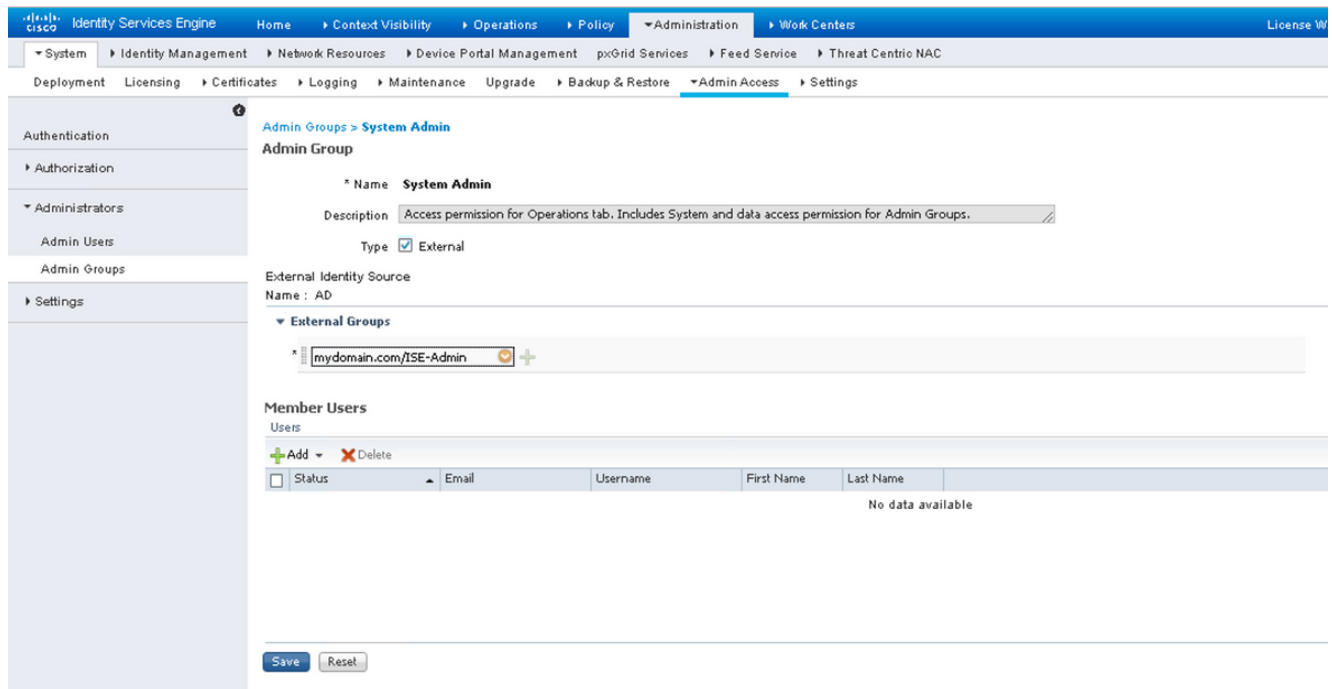 cisco Identity Services Engine Home Context Visibility Operations Policy Administration Work Centers License W
System Identity Management Network Resources Device Portal Management pxGrid Services Feed Service Threat Centric NAC
Deployment Licensing Certificates Logging Maintenance Upgrade Backup & Restore Admin Access Settings
Authentication
Authorization
Administrators
Admin Users
Admin Groups
Settings
Admin Groups > System Admin
Admin Group
* Name System Admin
Description Access permission for Operations tab. Includes System and data access permission for Admin Groups.
Type External
External Identity Source
Name : AD
External Groups
* mydomain.com/ISE-Admin
Member Users
Users
Add Delete
Status Email Username First Name Last Name
No data available
Save Reset